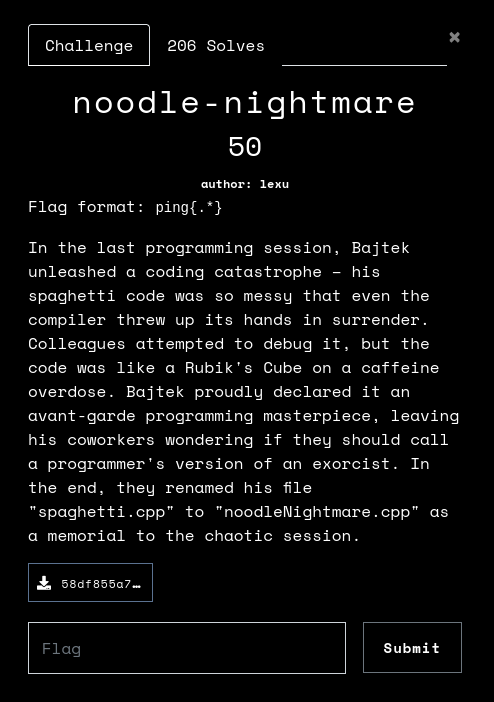 Challenge
206 Solves
×
noodle-nightmare
50
author: lexu
Flag format: ping{.*}
In the last programming session, Bajtek
unleashed a coding catastrophe – his
spaghetti code was so messy that even the
compiler threw up its hands in surrender.
Colleagues attempted to debug it, but the
code was like a Rubik's Cube on a caffeine
overdose. Bajtek proudly declared it an
avant-garde programming masterpiece, leaving
his coworkers wondering if they should call
a programmer's version of an exorcist. In
the end, they renamed his file
"spaghetti.cpp" to "noodleNightmare.cpp" as
a memorial to the chaotic session.
58df855a7…
Flag
Submit